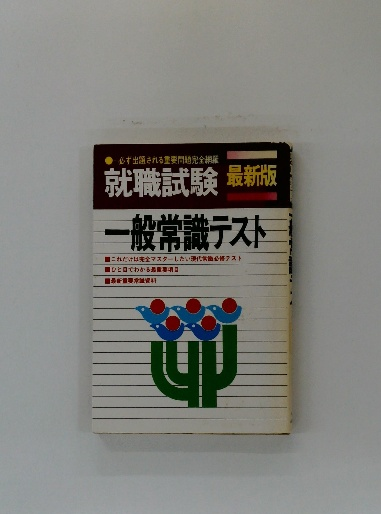 ●必ず出題される重要問題完全網羅
就職試験 最新版
一般常識テスト
■これだけは完全マスターしたい現代常識必修テスト
■ひと目でわかる最重要項目
■最新重要常識資料